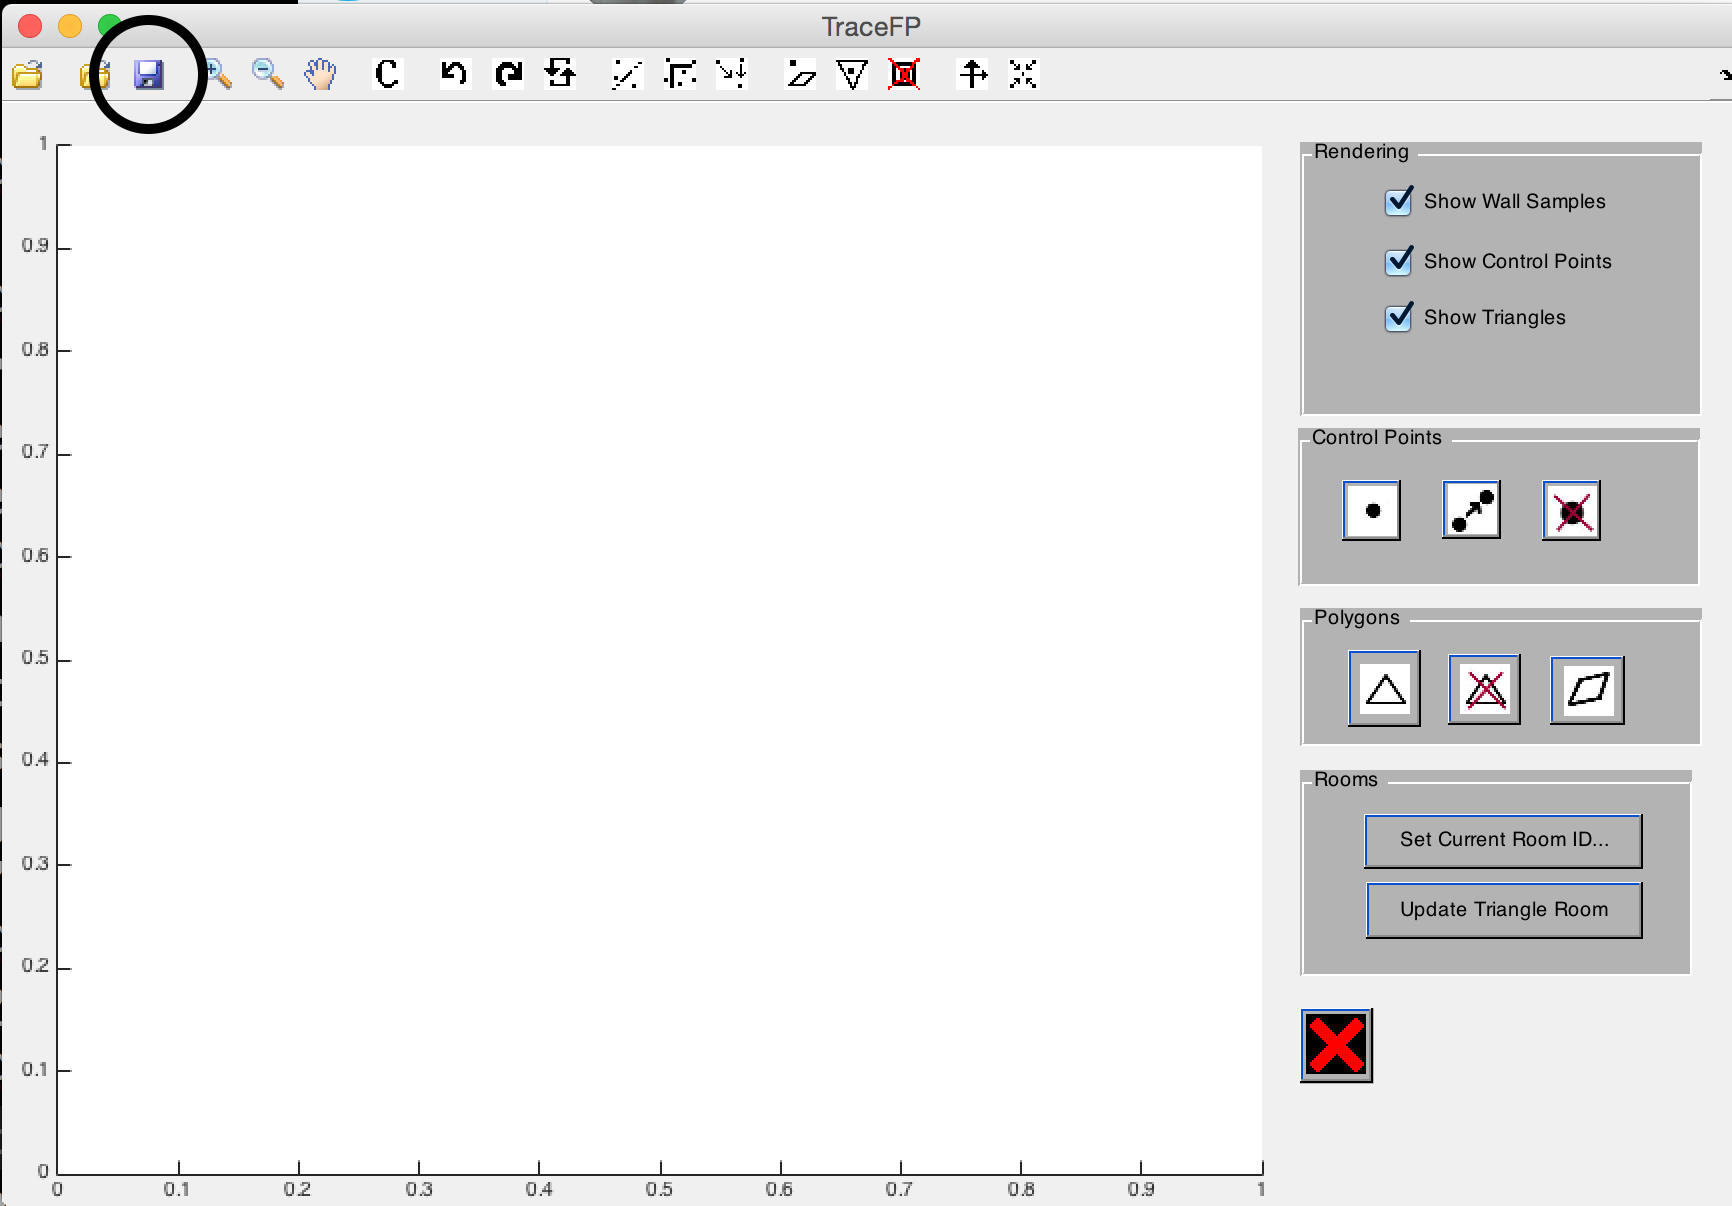 TraceFP
C
1
0.9
0.8
0.7
0.6
0.5
0.4
0.3
0.2
0.1
0
0 0.1 0.2 0.3 0.4 0.5 0.6 0.7 0.8 0.9 1
Rendering
Show Wall Samples
Show Control Points
Show Triangles
Control Points
Polygons
Rooms
Set Current Room ID...
Update Triangle Room